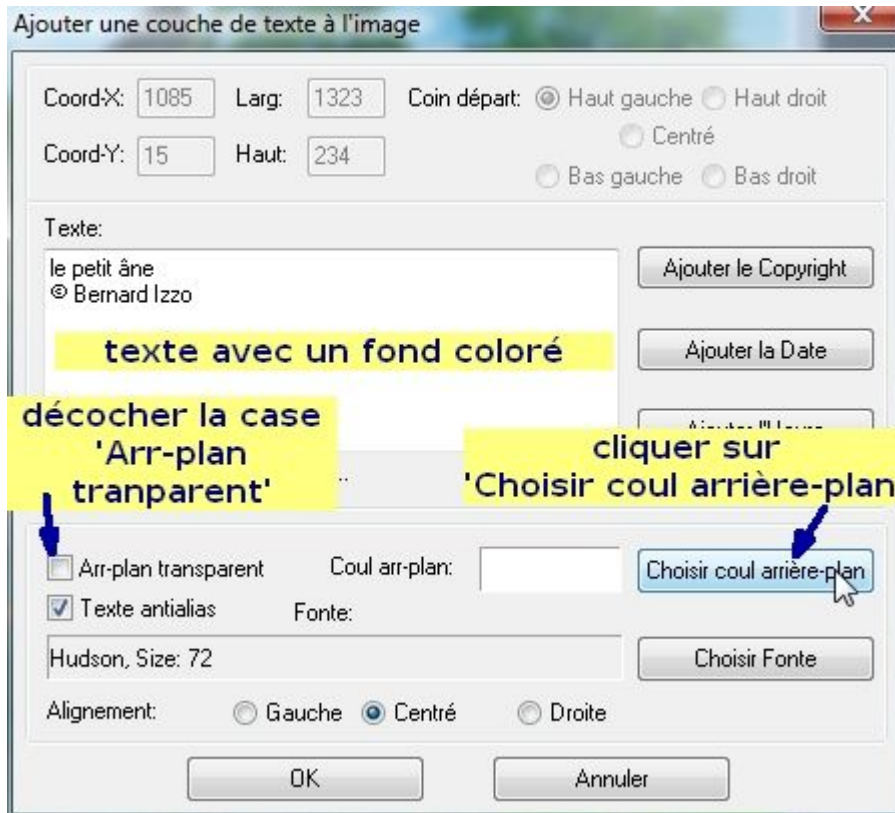 Ajouter une couche de texte à l'image
Coord-X: 1085 Larg: 1323 Coin départ: Haut gauche Haut droit
Centré
Coord-Y: 15 Haut: 234
Bas gauche Bas droit
Texte:
le petit âne
© Bernard Izzo
Ajouter le Copyright
texte avec un fond coloré
Ajouter la Date
décocher la case
'Arr-plan
tranparent'
cliquer sur
'Choisir coul arrière-plan
Arr-plan transparent Coul arr-plan: Choisir coul arrière-plan
Texte antialias Fonte:
Hudson, Size: 72 Choisir Fonte
Alignement: Gauche Centré Droite
OK Annuler